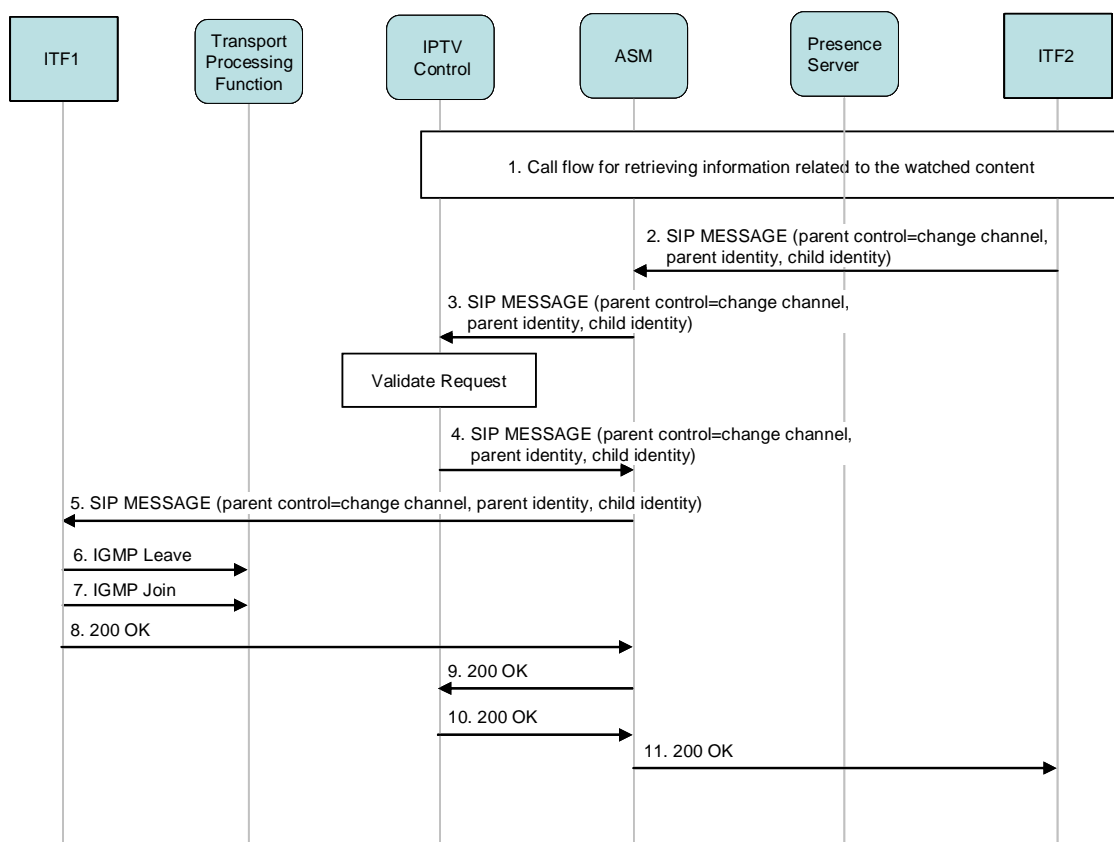 ITF1
Transport
Processing
Function
IPTV
Control
ASM
Presence
Server
ITF2
1. Call flow for retrieving information related to the watched content
2. SIP MESSAGE (parent control=change channel,
parent identity, child identity)
3. SIP MESSAGE (parent control=change channel,
parent identity, child identity)
Validate Request
4. SIP MESSAGE (parent control=change channel,
parent identity, child identity)
5. SIP MESSAGE (parent control=change channel, parent identity, child identity)
6. IGMP Leave
7. IGMP Join
8. 200 OK
9. 200 OK
10. 200 OK
11. 200 OK